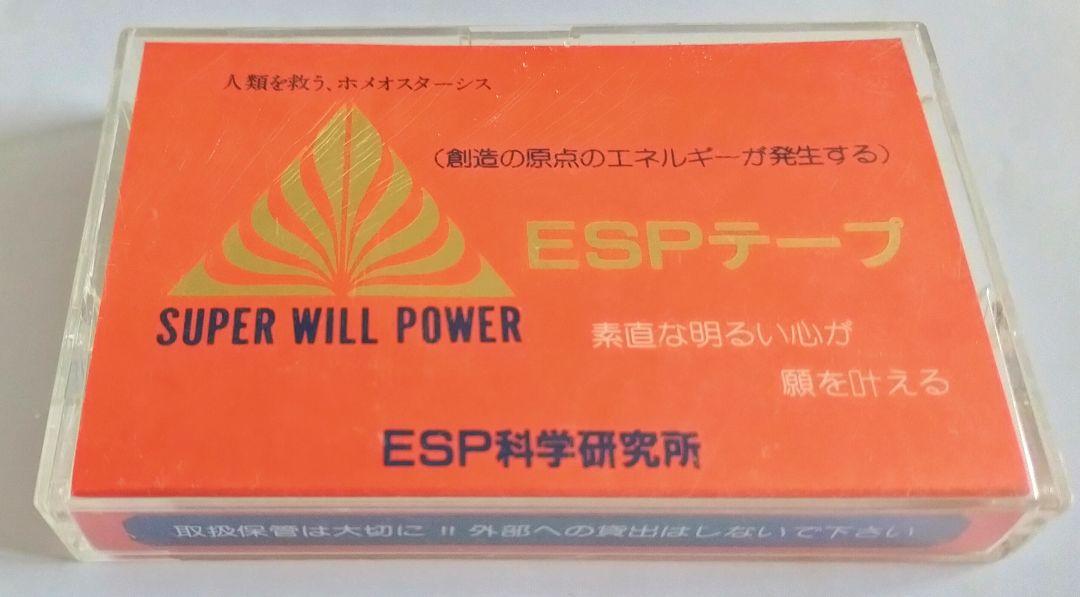 人類を救う、ホメオスターシス
(創造の原点のエネルギーが発生する)
ESPテープ
SUPER WILL POWER
素直な明るい心が
願を叶える
ESP科学研究所
取扱保管は大切に!!外部への貸出はしないで下さい